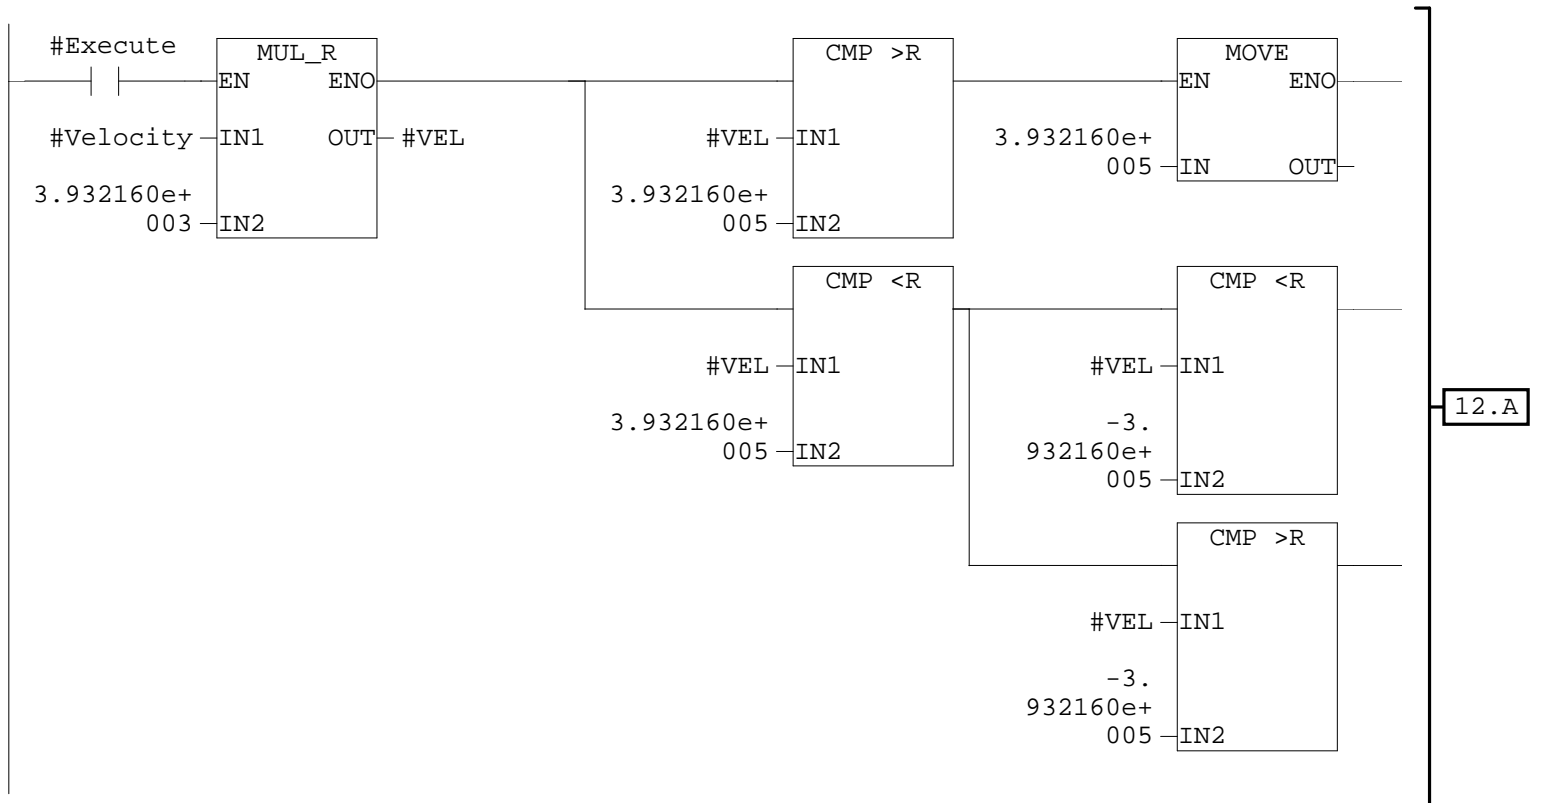 #Execute
MUL_R
EN ENO
#Velocity IN1 OUT #VEL
3.932160e+
003 IN2
CMP >R
#VEL IN1
3.932160e+
005 IN2
MOVE
EN ENO
3.932160e+
005 IN OUT
CMP <R
#VEL IN1
3.932160e+
005 IN2
CMP <R
#VEL IN1
-3.
932160e+
005 IN2
CMP >R
#VEL IN1
-3.
932160e+
005 IN2
12.A